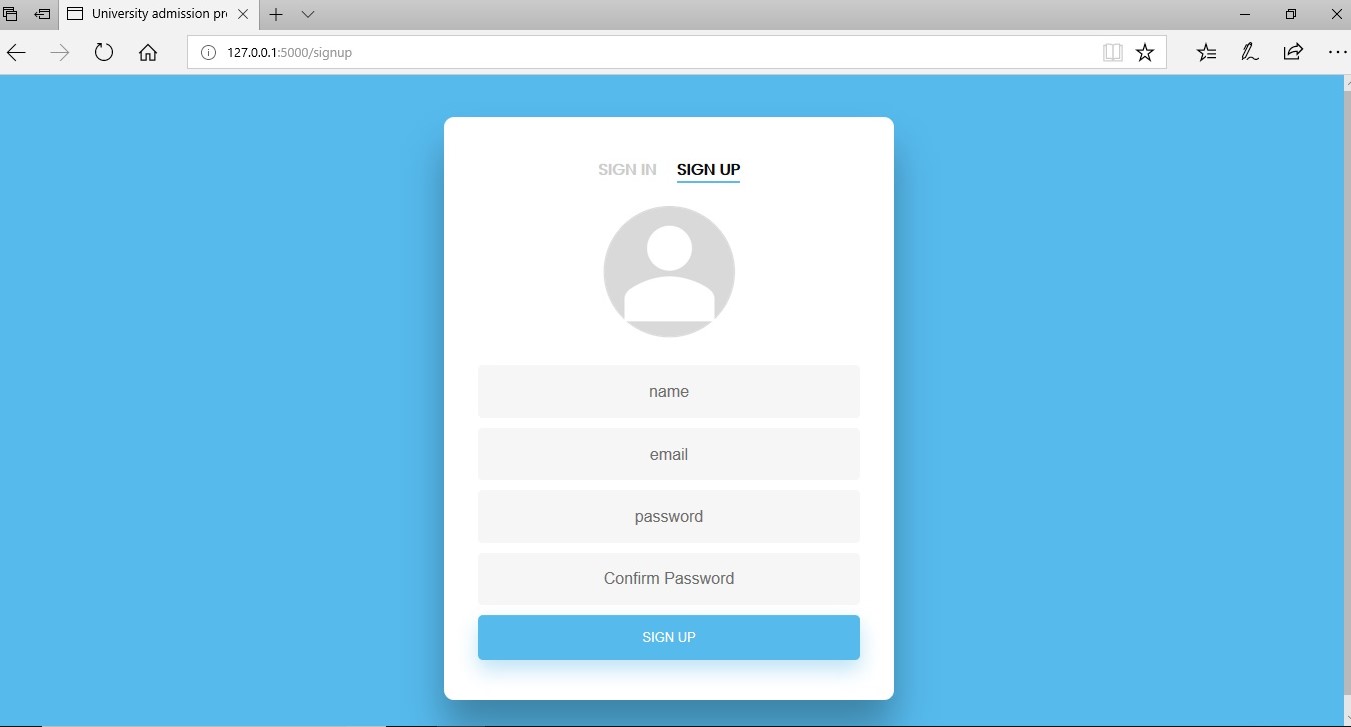 University admission pr
127.0.0.1:5000/signup
SIGN IN SIGN UP
name
email
password
Confirm Password
SIGN UP